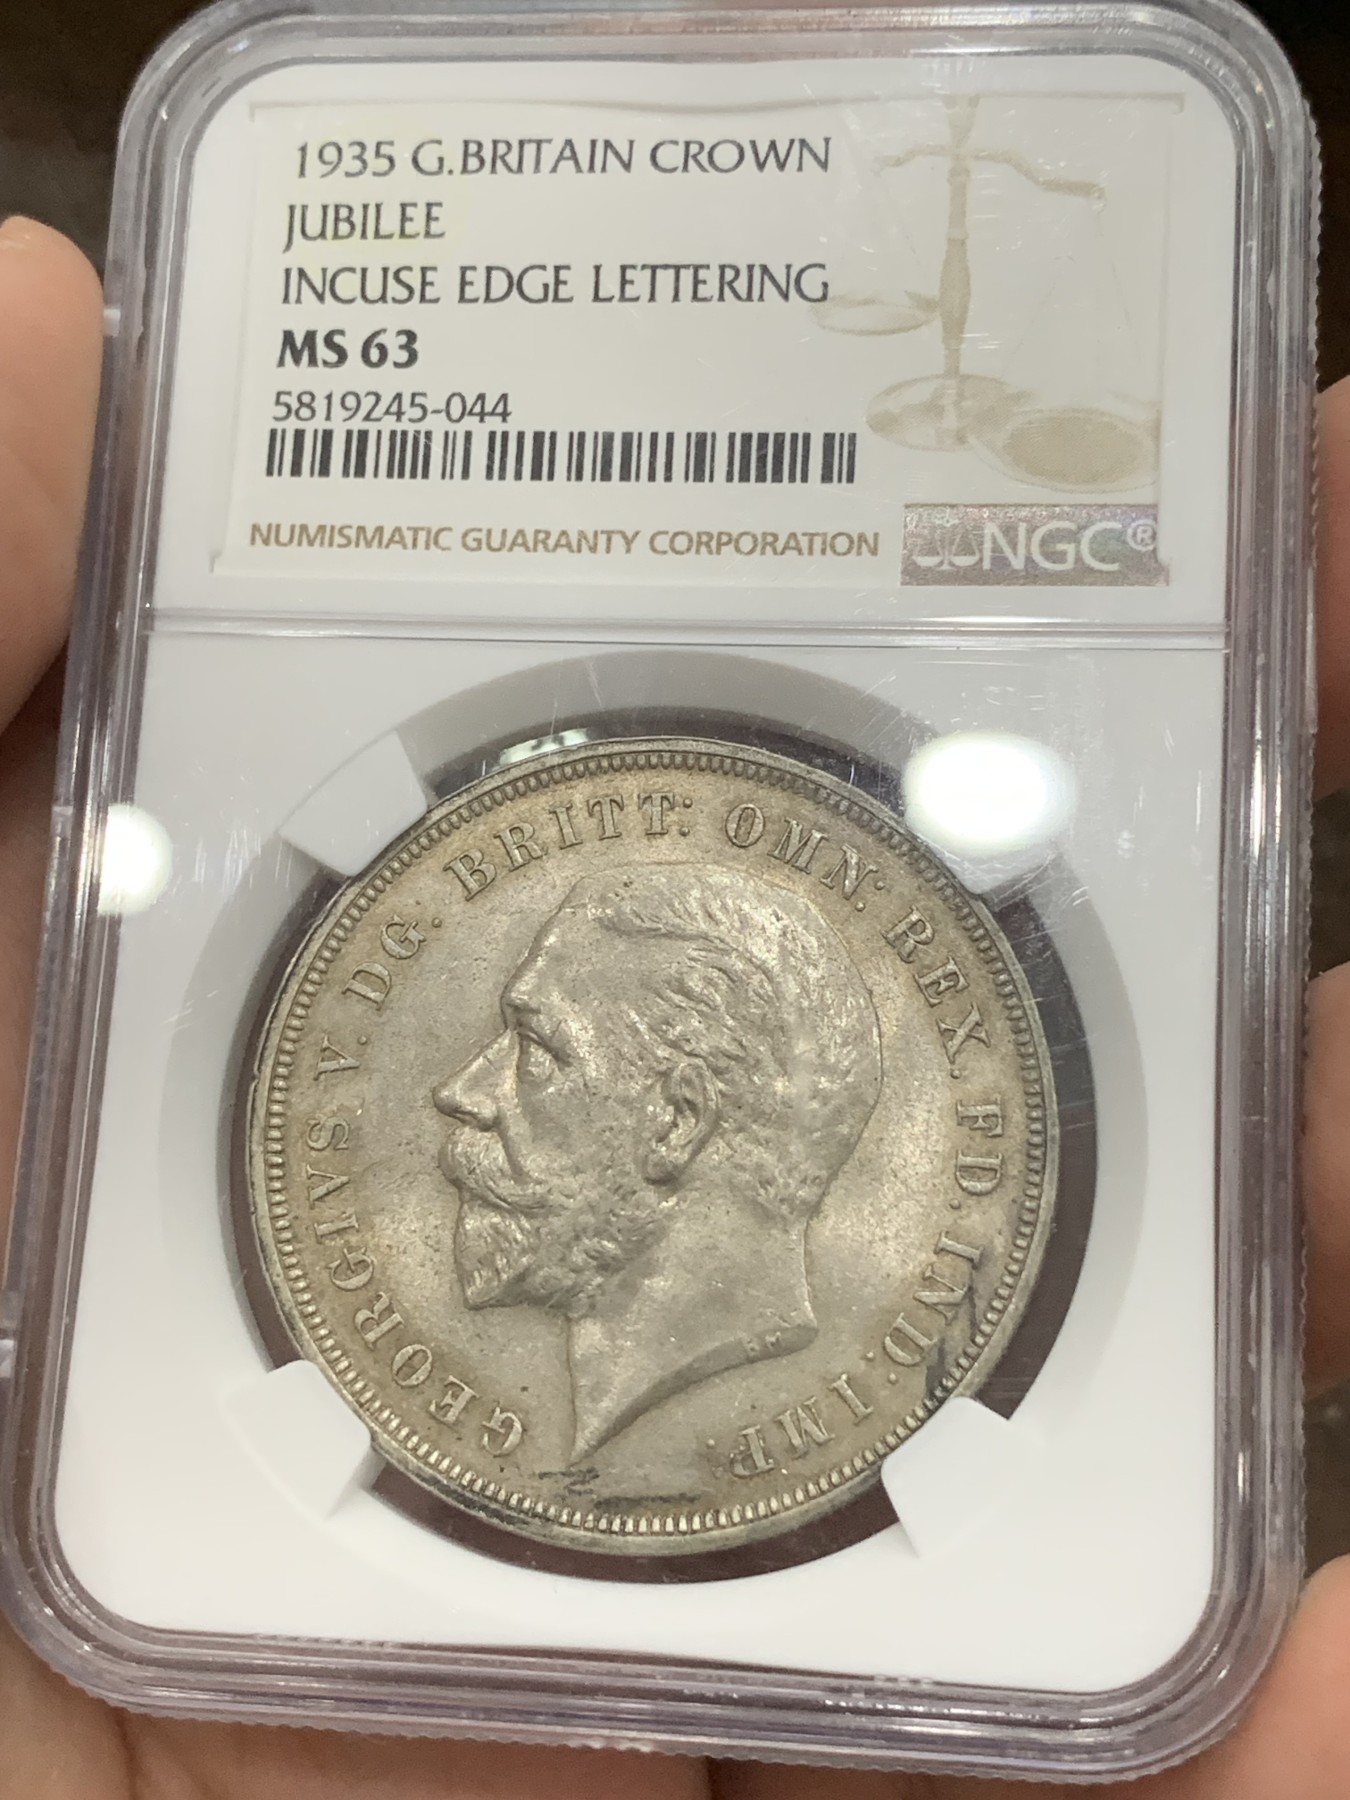 1935 G.BRITAIN CROWN
JUBILEE
INCUSE EDGE LETTERING
MS 63
5819245-044
NUMISMATIC GUARANTY CORPORATION
NGC®
GEORGIVS V. DG. BRITT: OMN: REX. FD. IND: IMP:
BM